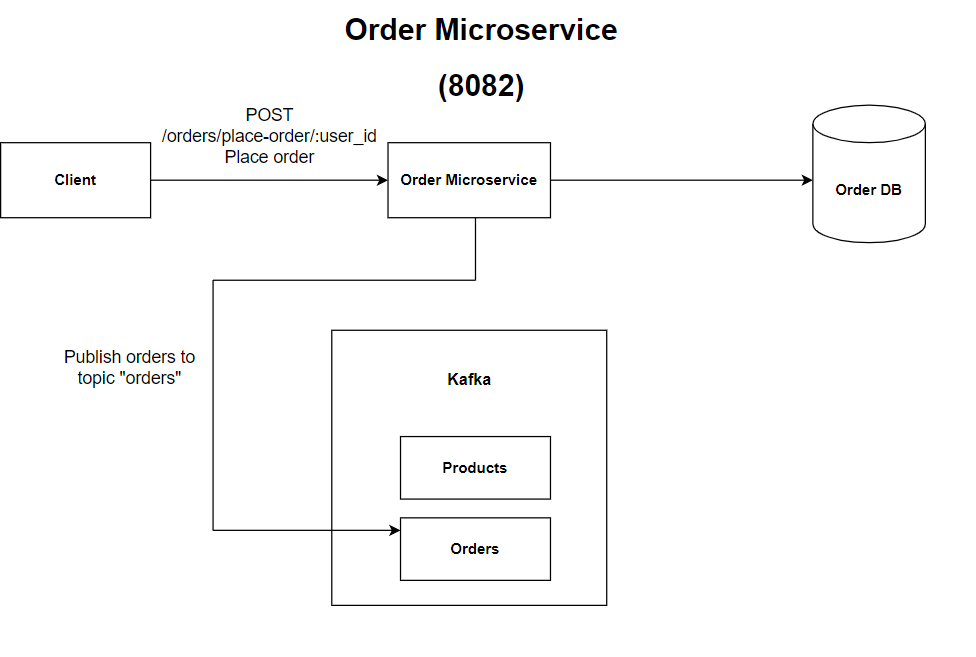 Order Microservice
(8082)
POST
/orders/place-order/:user_id
Place order
Client
Order Microservice
Order DB
Publish orders to
topic "orders"
Kafka
Products
Orders